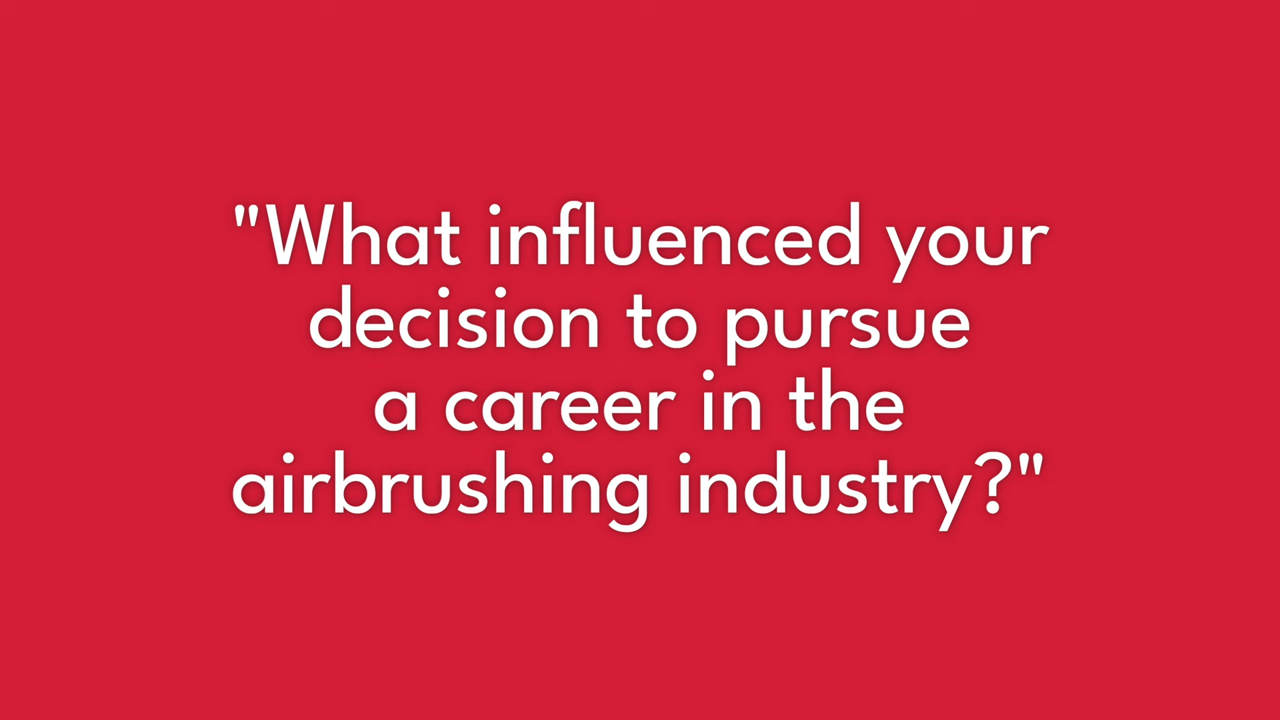 "What influenced your
decision to pursue
a career in the
airbrushing industry?"